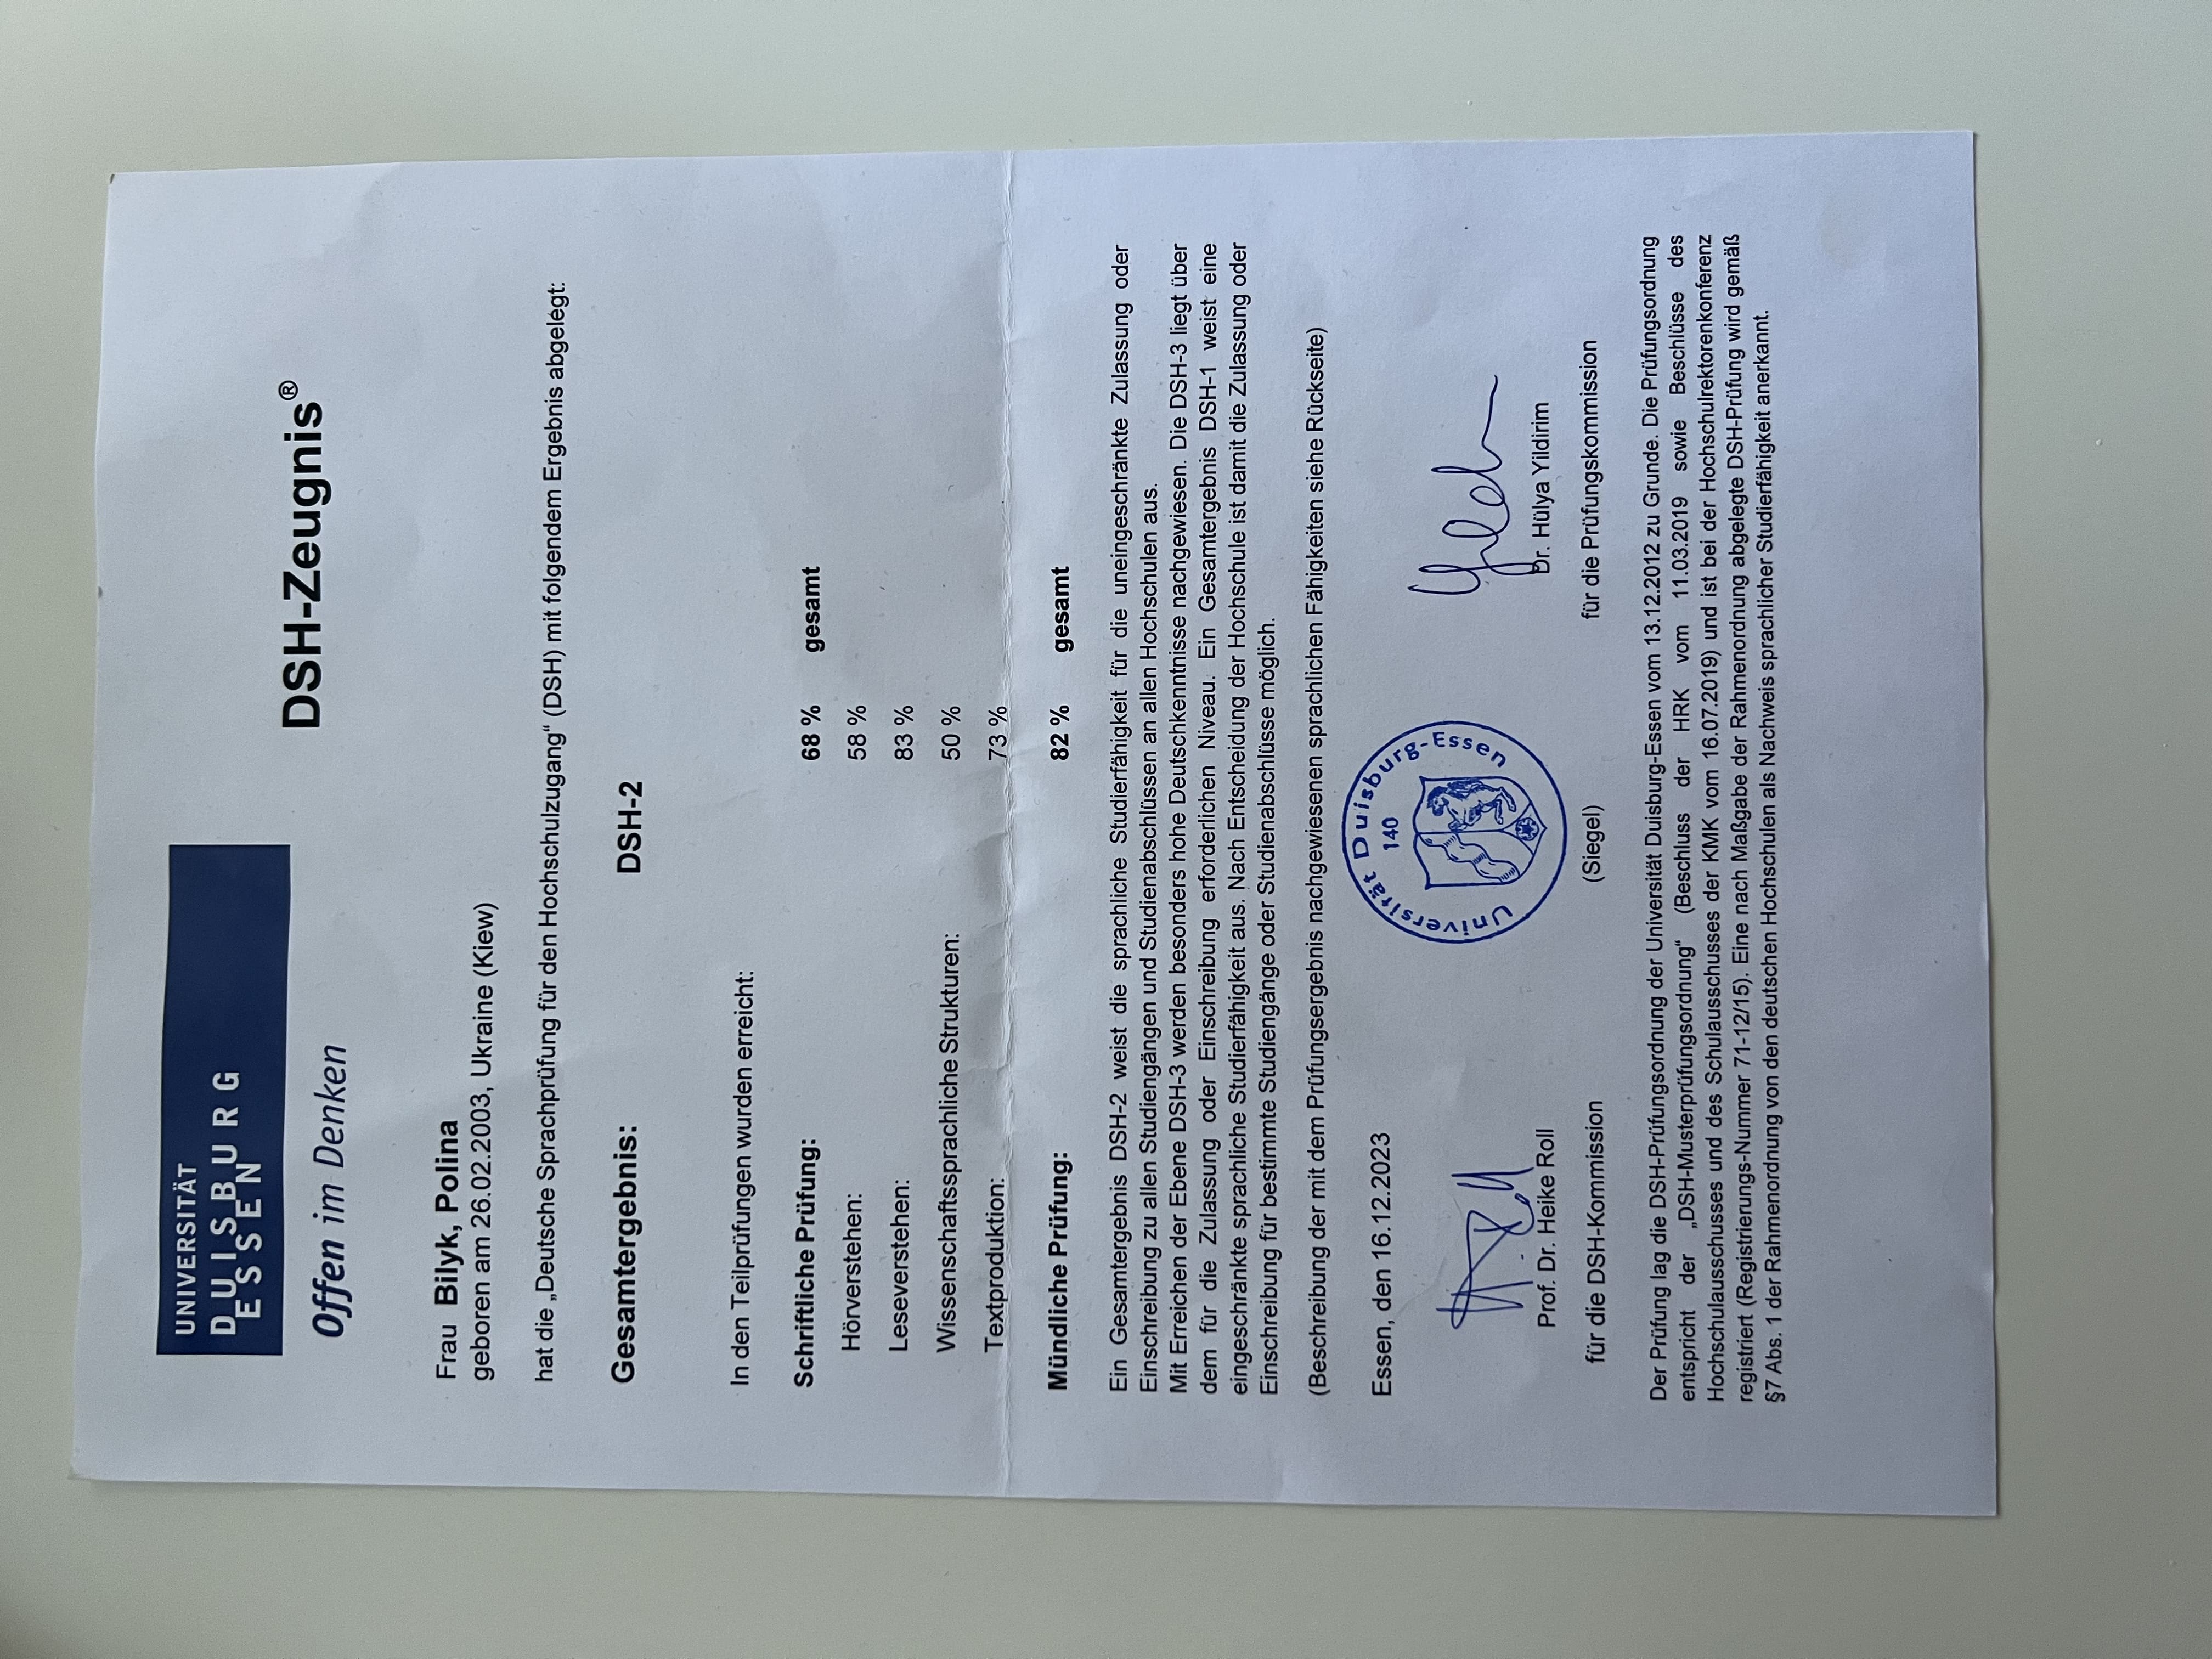 UNIVERSITÄT
DUISBURG
ESSEN
Offen im Denken
DSH-Zeugnis®
Frau Bilyk, Polina
geboren am 26.02.2003, Ukraine (Kiew)
hat die „Deutsche Sprachprüfung für den Hochschulzugang“ (DSH) mit folgendem Ergebnis abgelegt:
Gesamtergebnis: DSH-2
In den Teilprüfungen wurden erreicht:
Schriftliche Prüfung: 68 % gesamt
Hörverstehen: 58 %
Leseverstehen: 83 %
Wissenschaftssprachliche Strukturen: 50 %
Textproduktion: 73 %
Mündliche Prüfung: 82 % gesamt
Ein Gesamtergebnis DSH-2 weist die sprachliche Studierfähigkeit für die uneingeschränkte Zulassung oder
Einschreibung zu allen Studiengängen und Studienabschlüssen an allen Hochschulen aus.
Mit Erreichen der Ebene DSH-3 werden besonders hohe Deutschkenntnisse nachgewiesen. Die DSH-3 liegt über
dem für die Zulassung oder Einschreibung erforderlichen Niveau. Ein Gesamtergebnis DSH-1 weist eine
eingeschränkte sprachliche Studierfähigkeit aus. Nach Entscheidung der Hochschule ist damit die Zulassung oder
Einschreibung für bestimmte Studiengänge oder Studienabschlüsse möglich.
(Beschreibung der mit dem Prüfungsergebnis nachgewiesenen sprachlichen Fähigkeiten siehe Rückseite)
Essen, den 16.12.2023
Universität Duisburg-Essen
140
Prof. Dr. Heike Roll
Dr. Hülya Yildirim
für die DSH-Kommission (Siegel) für die Prüfungskommission
Der Prüfung lag die DSH-Prüfungsordnung der Universität Duisburg-Essen vom 13.12.2012 zu Grunde. Die Prüfungsordnung
entspricht der „DSH-Musterprüfungsordnung“ (Beschluss der HRK vom 11.03.2019 sowie Beschlüsse des
Hochschulausschusses und des Schulausschusses der KMK vom 16.07.2019) und ist bei der Hochschulrektorenkonferenz
registriert (Registrierungs-Nummer 71-12/15). Eine nach Maßgabe der Rahmenordnung abgelegte DSH-Prüfung wird gemäß
§7 Abs. 1 der Rahmenordnung von den deutschen Hochschulen als Nachweis sprachlicher Studierfähigkeit anerkannt.